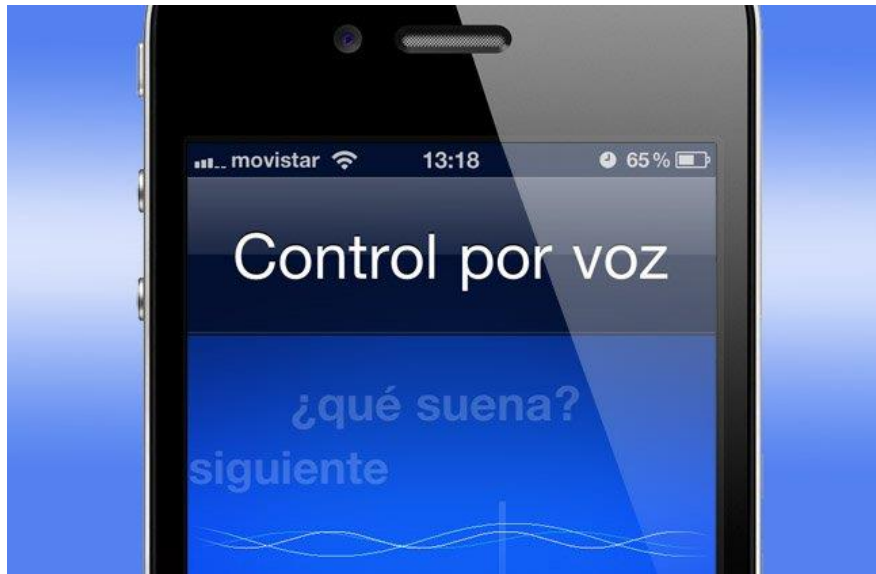 movistar 13:18 65%
Control por voz
¿qué suena?
siguiente